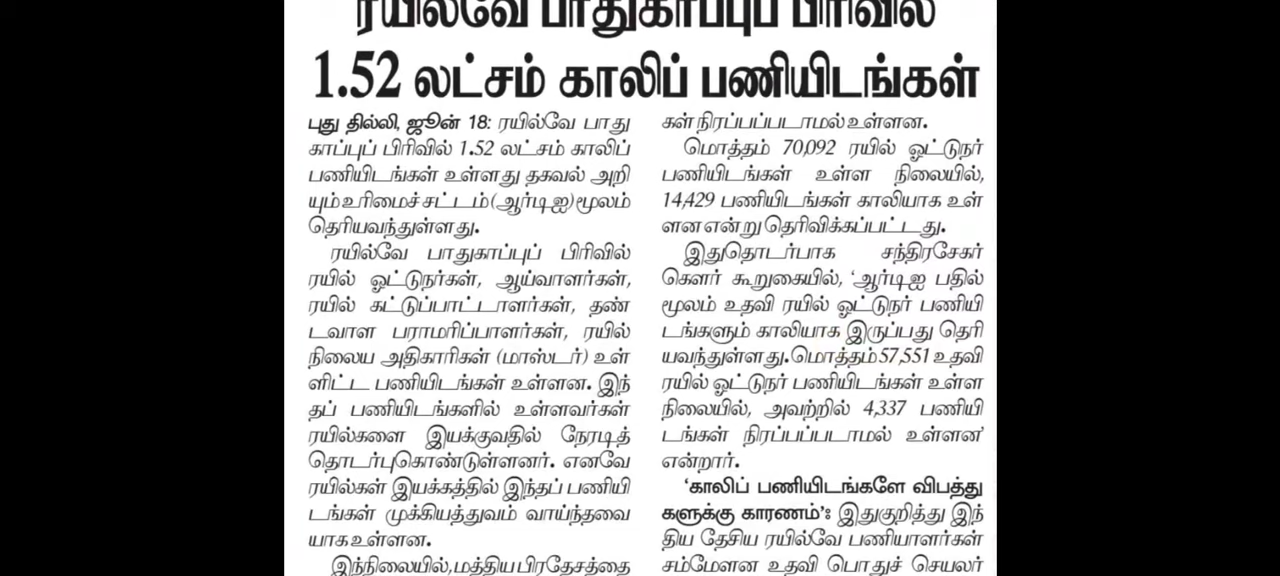 ரயில்வே பாதுகாப்புப் பிரிவில்
1.52 லட்சம் காலிப் பணியிடங்கள்
புது தில்லி, ஜூன் 18: ரயில்வே பாது
காப்புப் பிரிவில் 1.52 லட்சம் காலிப்
பணியிடங்கள் உள்ளது தகவல் அறி
யும் உரிமைச் சட்டம் (ஆர்டிஐ) மூலம்
தெரியவந்துள்ளது.
ரயில்வே பாதுகாப்புப் பிரிவில்
ரயில் ஓட்டுநர்கள், ஆய்வாளர்கள்,
ரயில் கட்டுப்பாட்டாளர்கள், தண்
டவாள பராமரிப்பாளர்கள், ரயில்
நிலைய அதிகாரிகள் (மாஸ்டர்) உள்
ளிட்ட பணியிடங்கள் உள்ளன. இந்
தப் பணியிடங்களில் உள்ளவர்கள்
ரயில்களை இயக்குவதில் நேரடித்
தொடர்புகொண்டுள்ளனர். எனவே
ரயில்கள் இயக்கத்தில் இந்தப் பணியி
டங்கள் முக்கியத்துவம் வாய்ந்தவை
யாக உள்ளன.
இந்நிலையில், மத்திய பிரதேசத்தை
கள் நிரப்பப்படாமல் உள்ளன.
மொத்தம் 70,092 ரயில் ஓட்டுநர்
பணியிடங்கள் உள்ள நிலையில்,
14,429 பணியிடங்கள் காலியாக உள்
ளன என்று தெரிவிக்கப்பட்டது.
இதுதொடர்பாக சந்திரசேகர்
கௌர் கூறுகையில், 'ஆர்டிஐ பதில்
மூலம் உதவி ரயில் ஓட்டுநர் பணியி
டங்களும் காலியாக இருப்பது தெரி
யவந்துள்ளது. மொத்தம் 57,551 உதவி
ரயில் ஓட்டுநர் பணியிடங்கள் உள்ள
நிலையில், அவற்றில் 4,337 பணியி
டங்கள் நிரப்பப்படாமல் உள்ளன'
என்றார்.
'காலிப் பணியிடங்களே விபத்து
களுக்கு காரணம்': இதுகுறித்து இந்
திய தேசிய ரயில்வே பணியாளர்கள்
சம்மேளன உதவி பொதுச் செயலர்